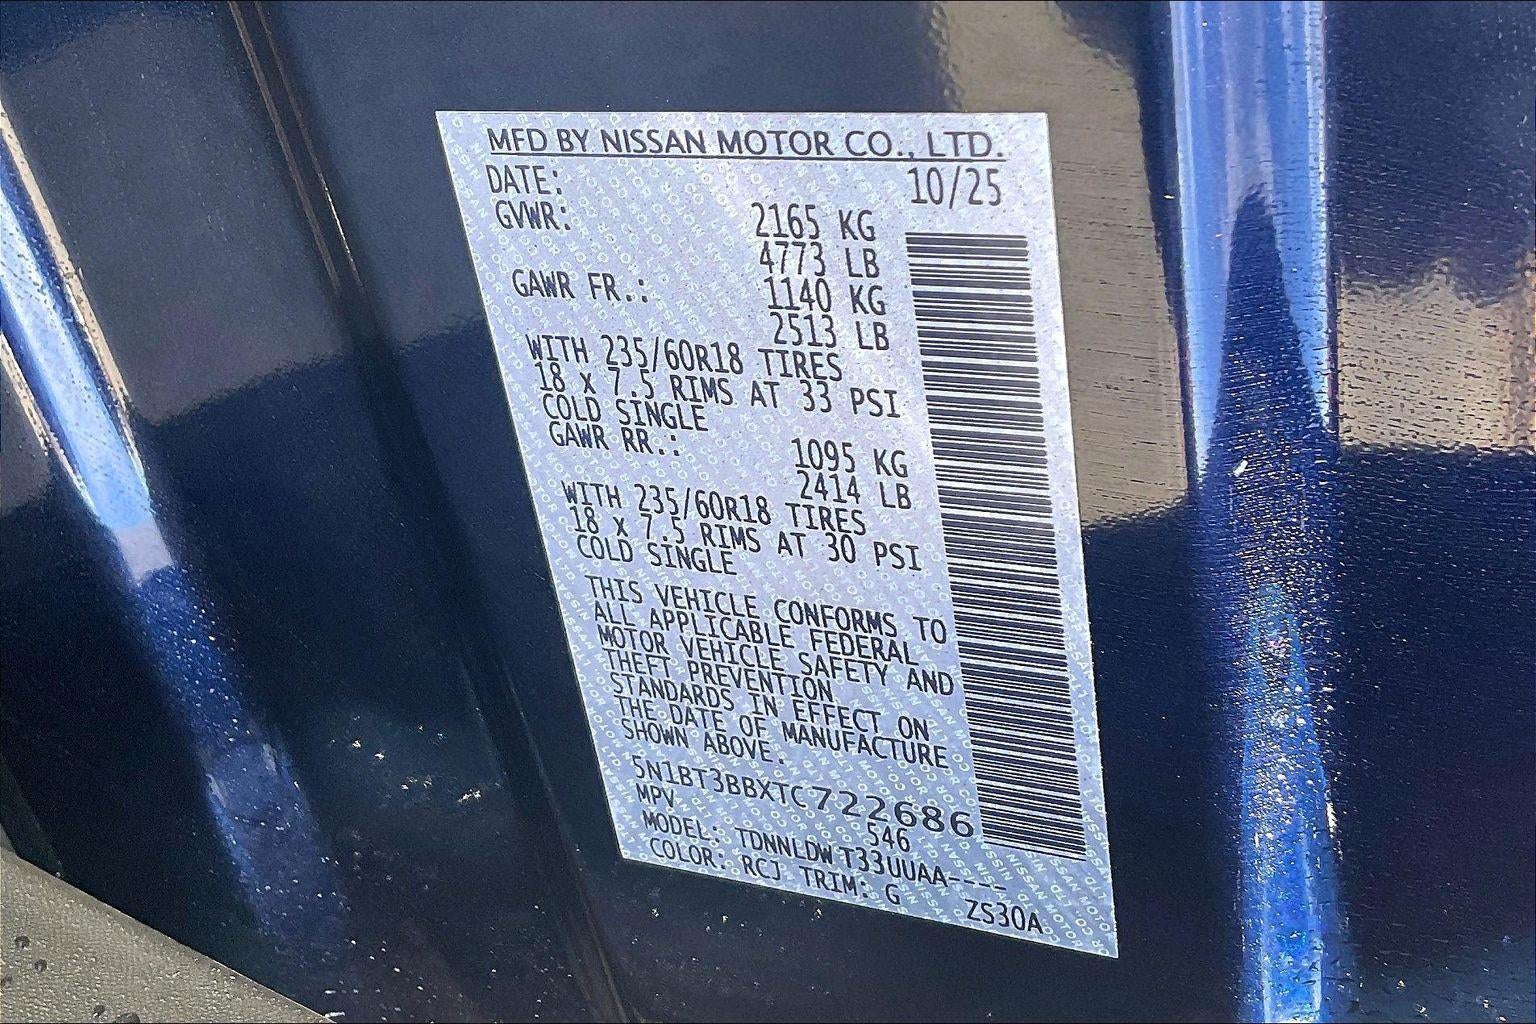 MFD BY NISSAN MOTOR CO., LTD.
DATE: 10/25
GVWR: 2165 KG
4773 LB
GAWR FR.: 1140 KG
2513 LB
WITH 235/60R18 TIRES
18 X 7.5 RIMS AT 33 PSI
COLD SINGLE
GAWR RR.: 1095 KG
2414 LB
WITH 235/60R18 TIRES
18 X 7.5 RIMS AT 30 PSI
COLD SINGLE
THIS VEHICLE CONFORMS TO
ALL APPLICABLE FEDERAL
MOTOR VEHICLE SAFETY AND
THEFT PREVENTION
STANDARDS IN EFFECT ON
THE DATE OF MANUFACTURE
SHOWN ABOVE.
5N1BT3BBXTC722686
MPV 546
MODEL: TDNNLDW T33UUAA----
COLOR: RCJ TRIM: G ZS30A